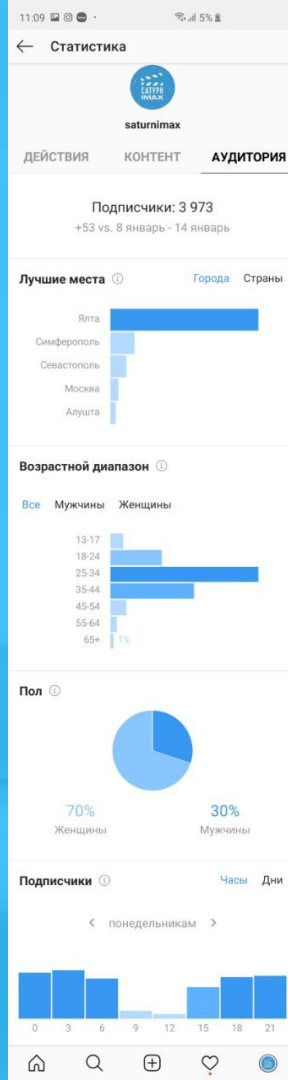 11:09 5%
Статистика
САТУРН
IMAX
saturnimax
ДЕЙСТВИЯ КОНТЕНТ АУДИТОРИЯ
Подписчики: 3 973
+53 vs. 8 январь - 14 январь
Лучшие места Города Страны
Ялта
Симферополь
Севастополь
Москва
Алушта
Возрастной диапазон
Все Мужчины Женщины
13-17
18-24
25-34
35-44
45-54
55-64
65+ 1%
Пол
70% 30%
Женщины Мужчины
Подписчики Часы Дни
< понедельникам >
0 3 6 9 12 15 18 21